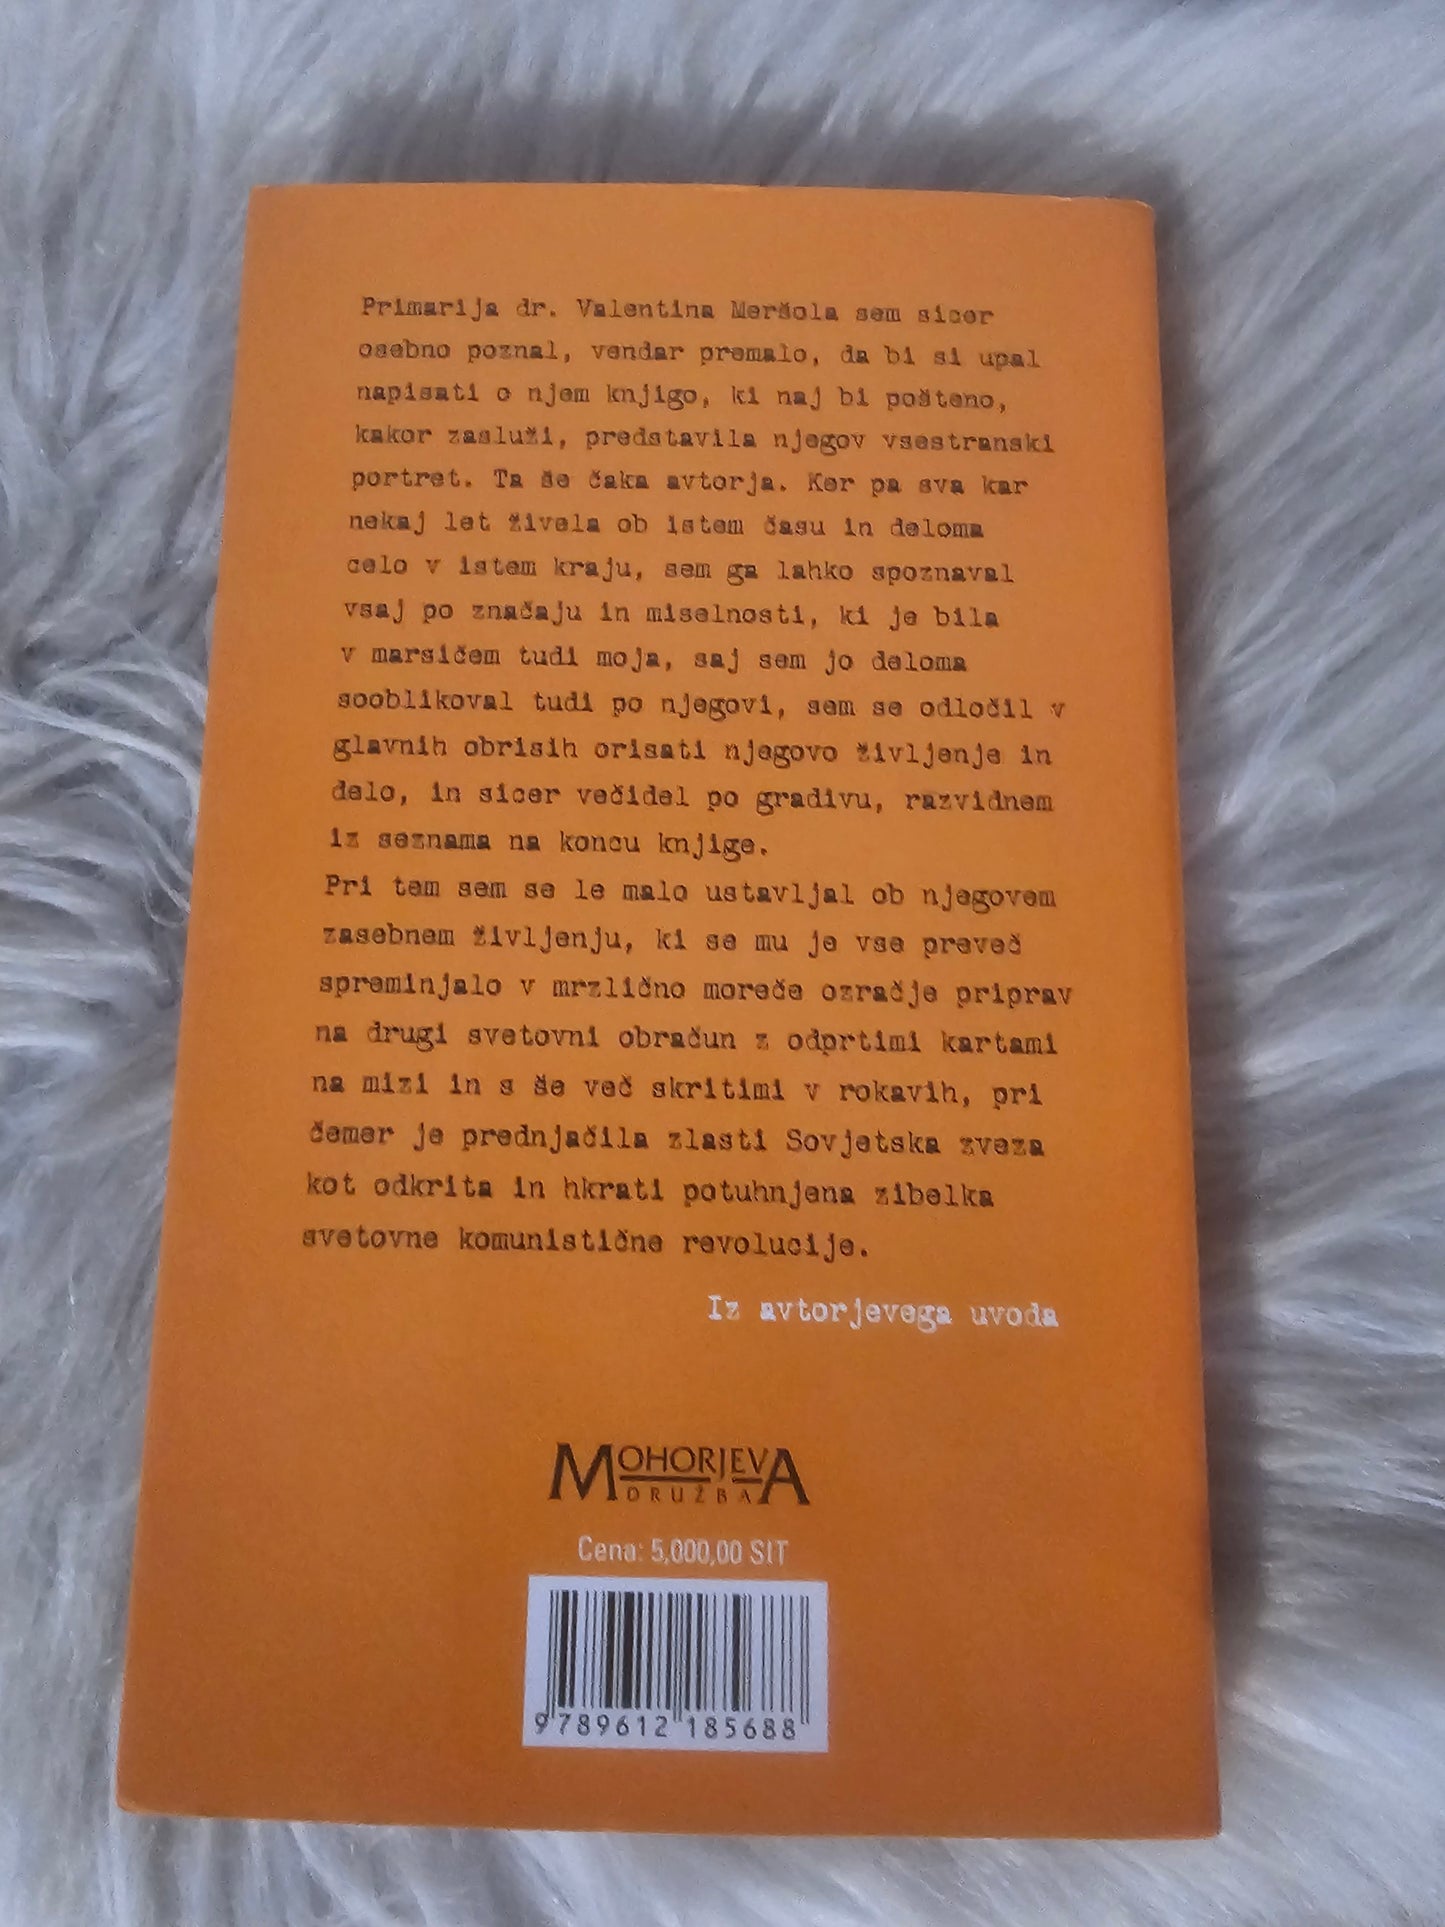 Primarija dr. Valentina Meršola sem sicer
osebno poznal, vendar premalo, da bi si upal
napisati o njem knjigo, ki naj bi pošteno,
kakor zasluži, predstavila njegov vsestranski
portret. Ta še čaka avtorja. Ker pa sva kar
nekaj let živela ob istem času in deloma
celo v istem kraju, sem ga lahko spoznaval
vsaj po značaju in miselnosti, ki je bila
v marsičem tudi moja, saj sem jo deloma
sooblikoval tudi po njegovi, sem se odločil v
glavnih obrisih orisati njegovo življenje in
delo, in sicer večidel po gradivu, razvidnem
iz seznama na koncu knjige.
Pri tem sem se le malo ustavljal ob njegovem
zasebnem življenju, ki se mu je vse preveč
spreminjalo v mrzlično moreče ozračje priprav
na drugi svetovni obračun z odprtimi kartami
na mizi in s še več skritimi v rokavih, pri
čemer je prednjačila zlasti Sovjetska zveza
kot odkrita in hkrati potuhnjena zibelka
svetovne komunistične revolucije.
Iz avtorjevega uvoda
MOHORJEVA
DRUŽBA
Cena: 5,000,00 SIT
9 789612 185688